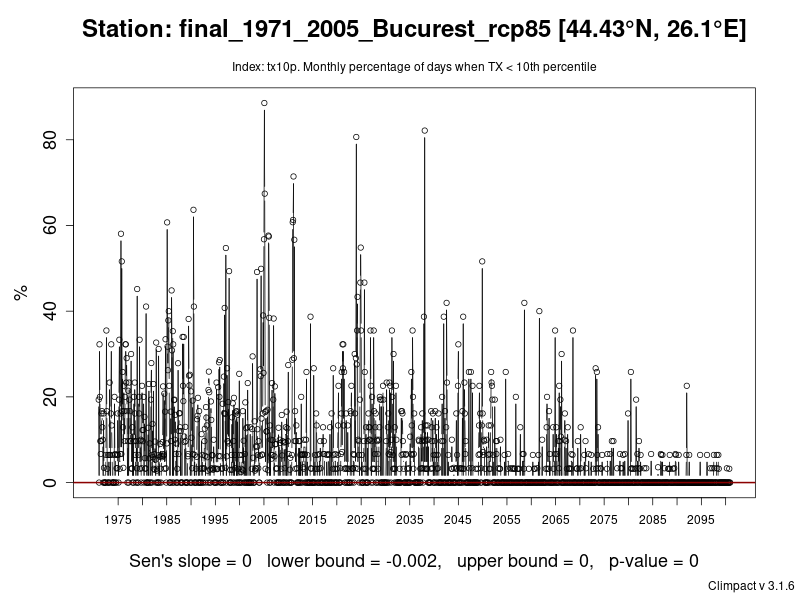 Station: final_1971_2005_Bucurest_rcp85 [44.43°N, 26.1°E]
Index: tx10p. Monthly percentage of days when TX < 10th percentile
80
60
%
40
20
0
1975 1985 1995 2005 2015 2025 2035 2045 2055 2065 2075 2085 2095
Sen's slope = 0 lower bound = -0.002, upper bound = 0, p-value = 0
Climpact v 3.1.6